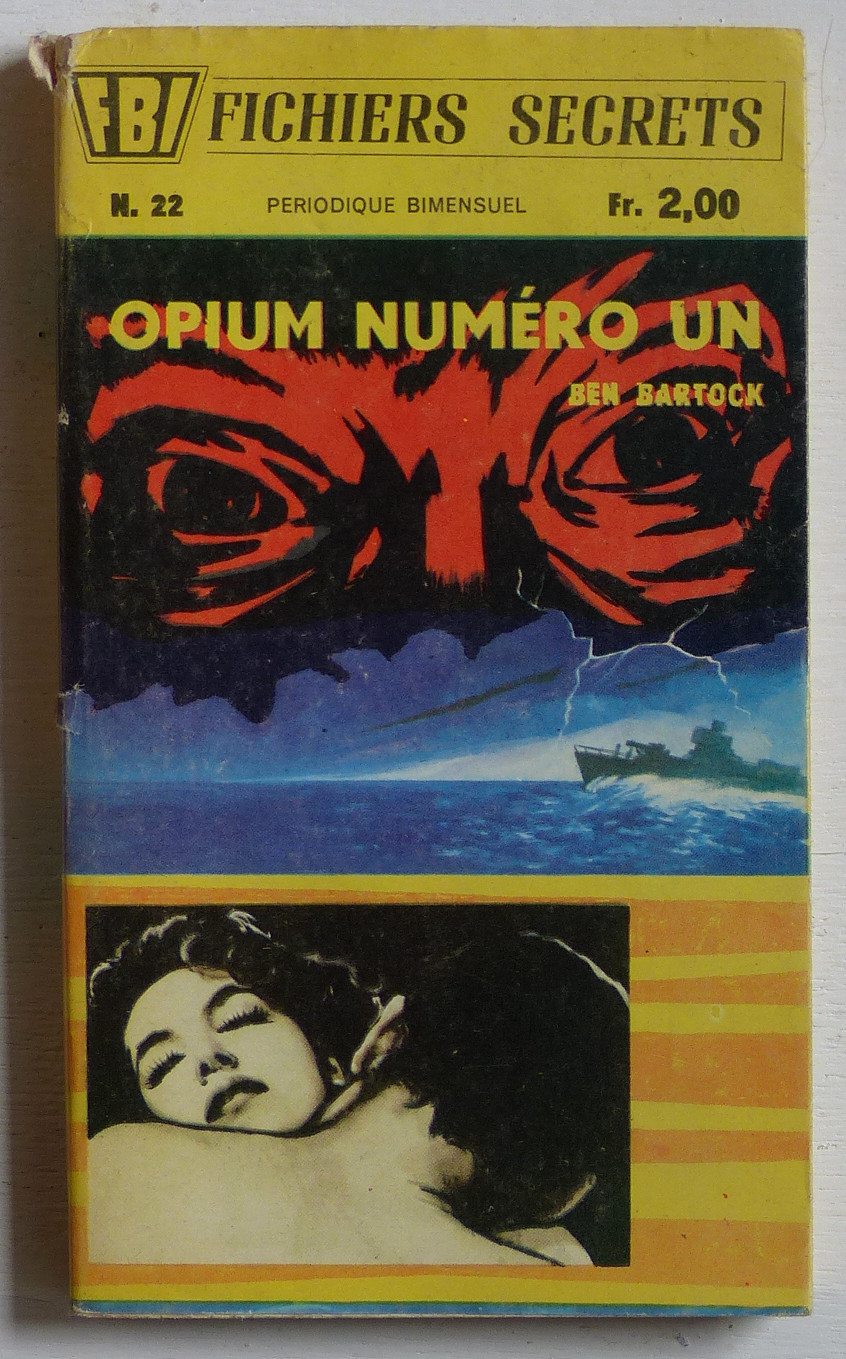 FBI FICHIERS SECRETS
N. 22 PERIODIQUE BIMENSUEL Fr. 2,00
OPIUM NUMÉRO UN
BEN BARTOCK